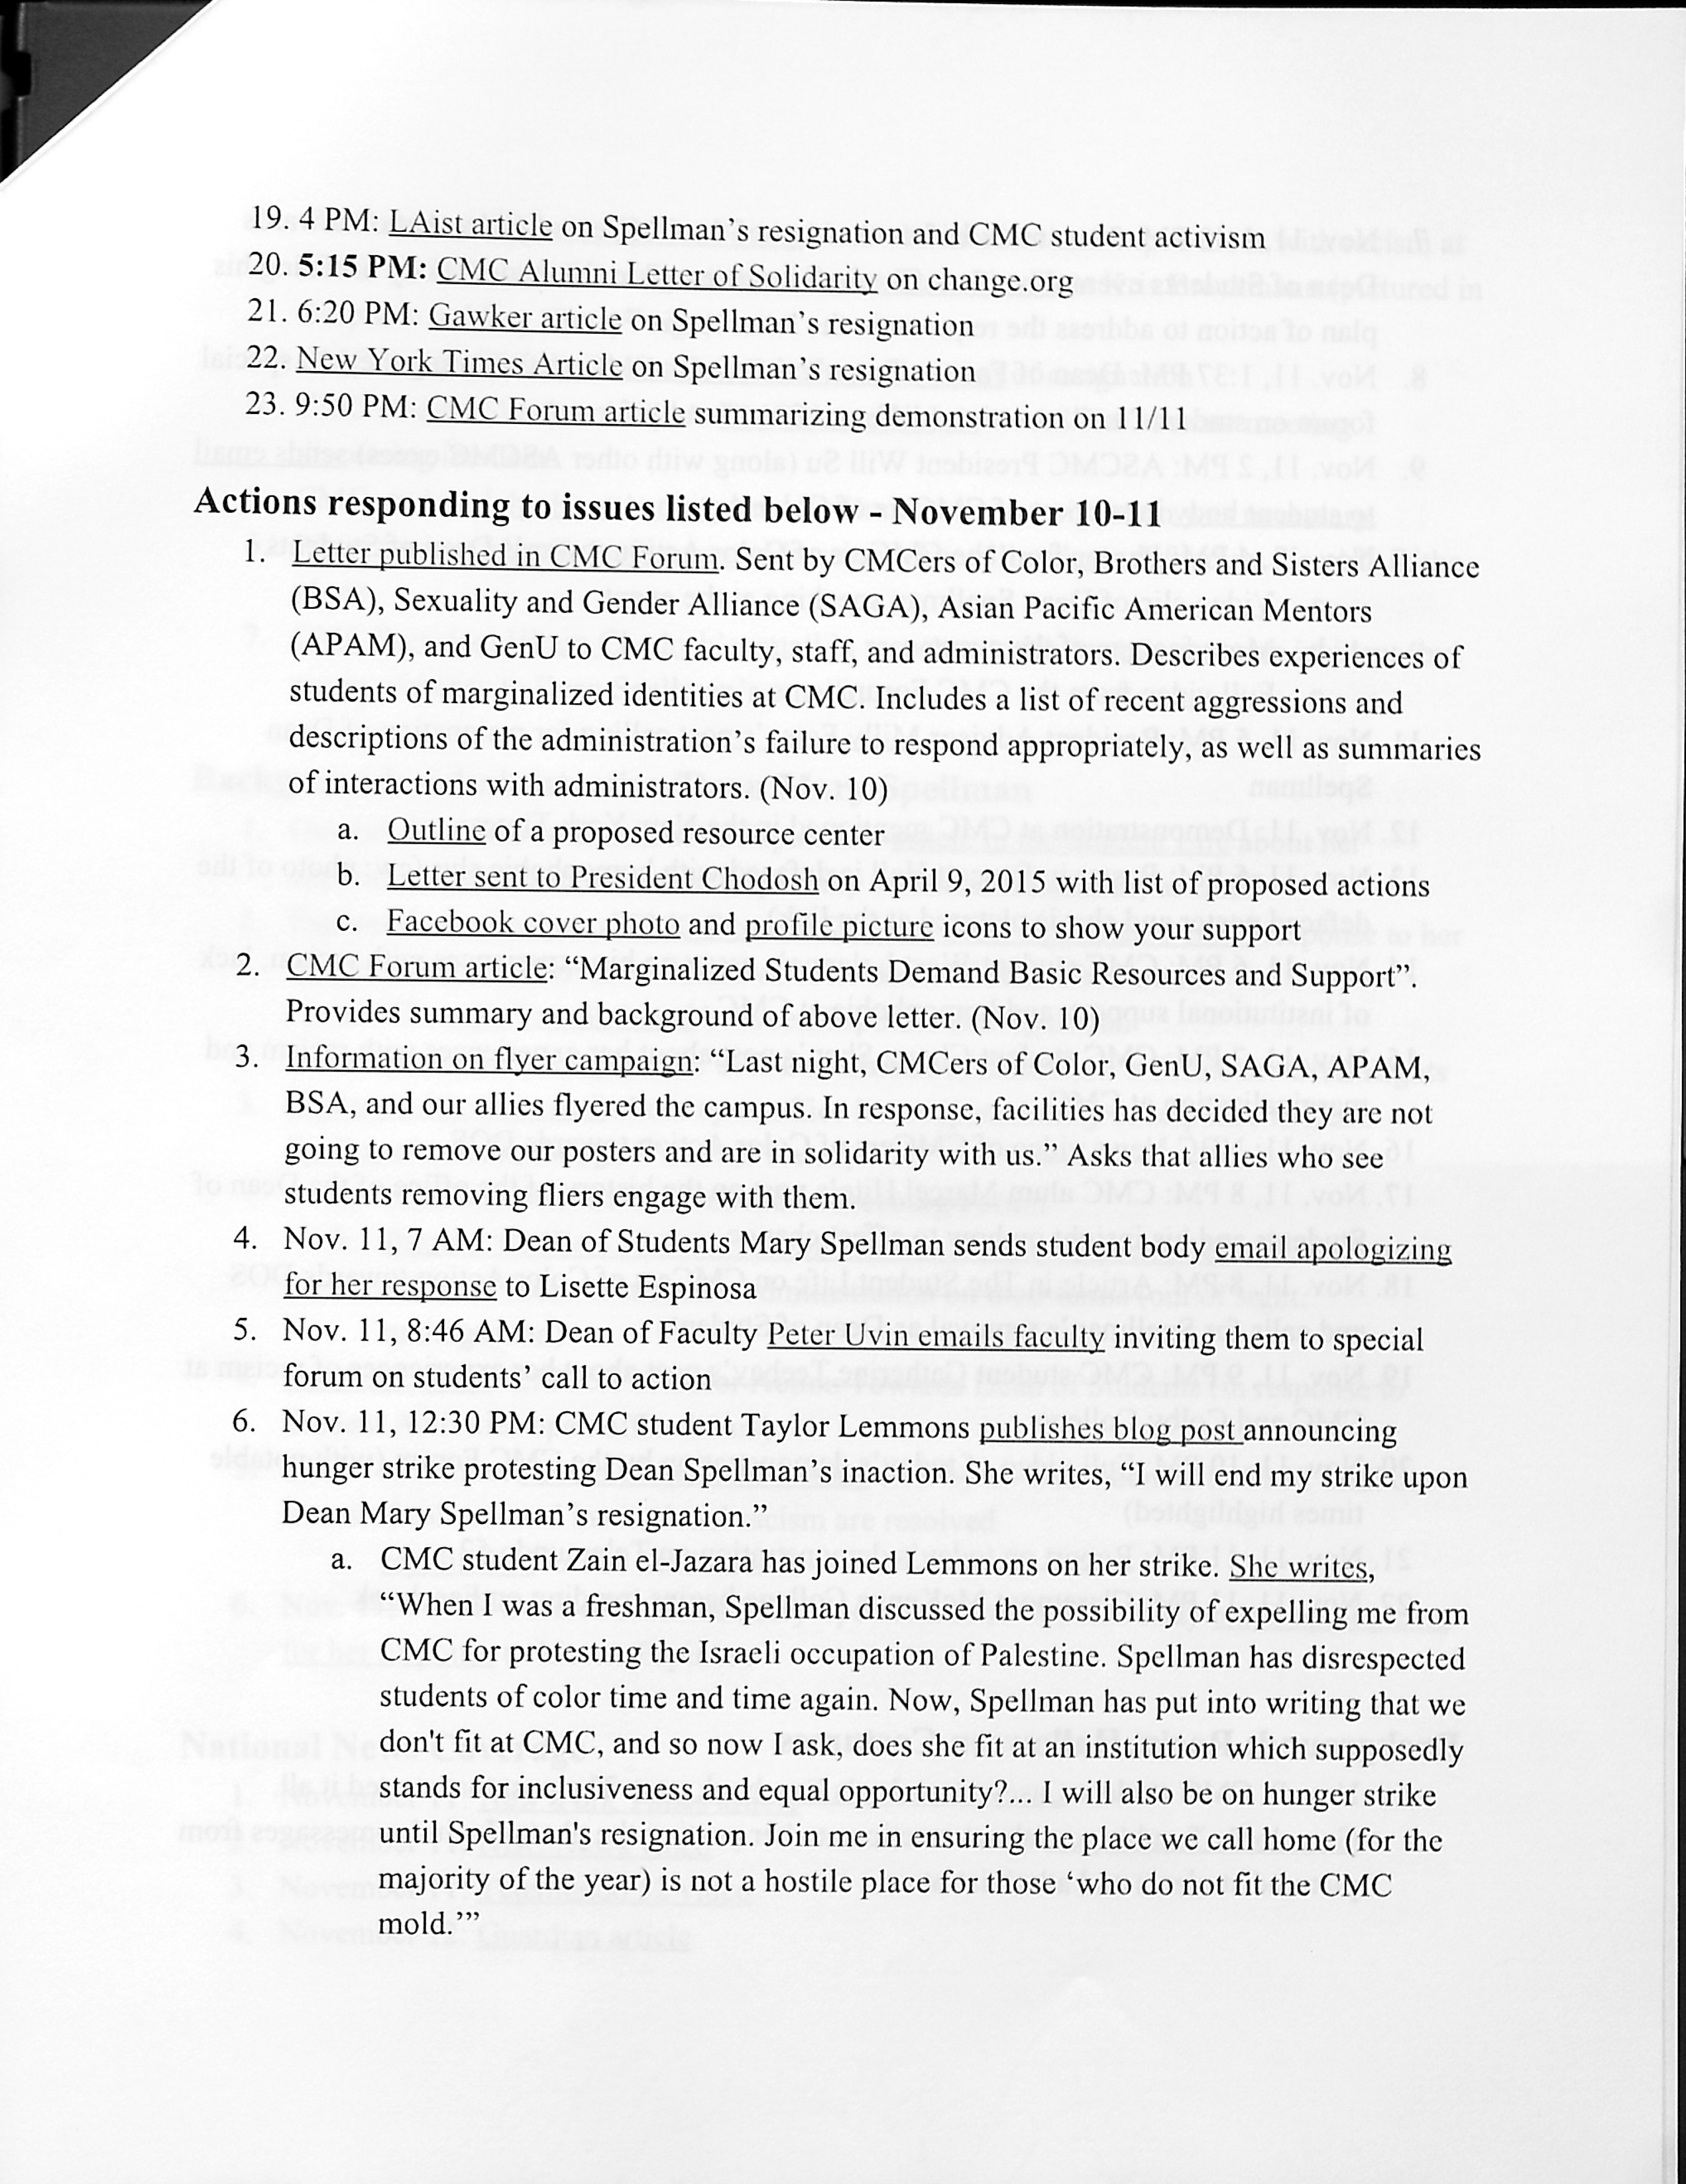 19. 4 PM: LAist article on Spellman’s resignation and CMC student activism
20. 5:15 PM: CMC Alumni Letter of Solidarity on change.org
21. 6:20 PM: Gawker article on Spellman’s resignation
22. New York Times Article on Spellman’s resignation
23. 9:50 PM: CMC Forum article summarizing demonstration on 11/11
Actions responding to issues listed below - November 10-11
1. Letter published in CMC Forum. Sent by CMCers of Color, Brothers and Sisters Alliance
(BSA), Sexuality and Gender Alliance (SAGA), Asian Pacific American Mentors
(APAM), and GenU to CMC faculty, staff, and administrators. Describes experiences of
students of marginalized identities at CMC. Includes a list of recent aggressions and
descriptions of the administration’s failure to respond appropriately, as well as summaries
of interactions with administrators. (Nov. 10)
a. Outline of a proposed resource center
b. Letter sent to President Chodosh on April 9, 2015 with list of proposed actions
c. Facebook cover photo and profile picture icons to show your support
2. CMC Forum article: “Marginalized Students Demand Basic Resources and Support”.
Provides summary and background of above letter. (Nov. 10)
3. Information on flyer campaign: “Last night, CMCers of Color, GenU, SAGA, APAM,
BSA, and our allies flyered the campus. In response, facilities has decided they are not
going to remove our posters and are in solidarity with us.” Asks that allies who see
students removing fliers engage with them.
4. Nov. 11, 7 AM: Dean of Students Mary Spellman sends student body email apologizing
for her response to Lisette Espinosa
5. Nov. 11, 8:46 AM: Dean of Faculty Peter Uvin emails faculty inviting them to special
forum on students’ call to action
6. Nov. 11, 12:30 PM: CMC student Taylor Lemmons publishes blog post announcing
hunger strike protesting Dean Spellman’s inaction. She writes, “I will end my strike upon
Dean Mary Spellman’s resignation.”
a. CMC student Zain el-Jazara has joined Lemmons on her strike. She writes,
“When I was a freshman, Spellman discussed the possibility of expelling me from
CMC for protesting the Israeli occupation of Palestine. Spellman has disrespected
students of color time and time again. Now, Spellman has put into writing that we
don't fit at CMC, and so now I ask, does she fit at an institution which supposedly
stands for inclusiveness and equal opportunity?... I will also be on hunger strike
until Spellman's resignation. Join me in ensuring the place we call home (for the
majority of the year) is not a hostile place for those ‘who do not fit the CMC
mold.’”